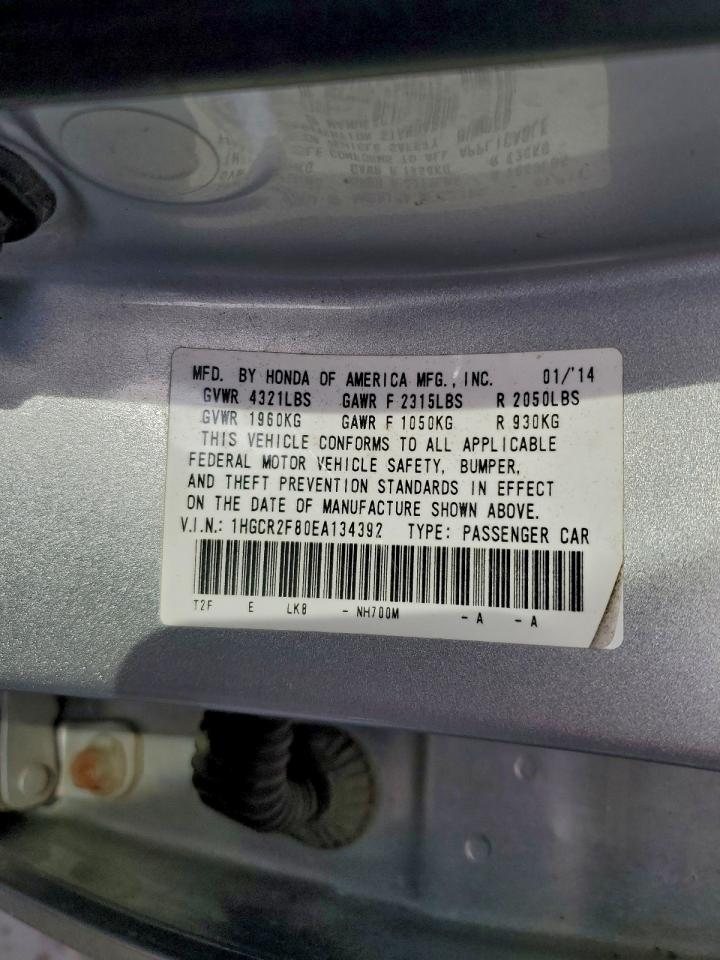 MFD. BY HONDA OF AMERICA MFG., INC. 01/'14
GVWR 4321LBS GAWR F 2315LBS R 2050LBS
GVWR 1960KG GAWR F 1050KG R 930KG
THIS VEHICLE CONFORMS TO ALL APPLICABLE
FEDERAL MOTOR VEHICLE SAFETY, BUMPER,
AND THEFT PREVENTION STANDARDS IN EFFECT
ON THE DATE OF MANUFACTURE SHOWN ABOVE.
V.I.N.: 1HGCR2F80EA134392 TYPE: PASSENGER CAR
T2F E LK8 - NH700M - A - A